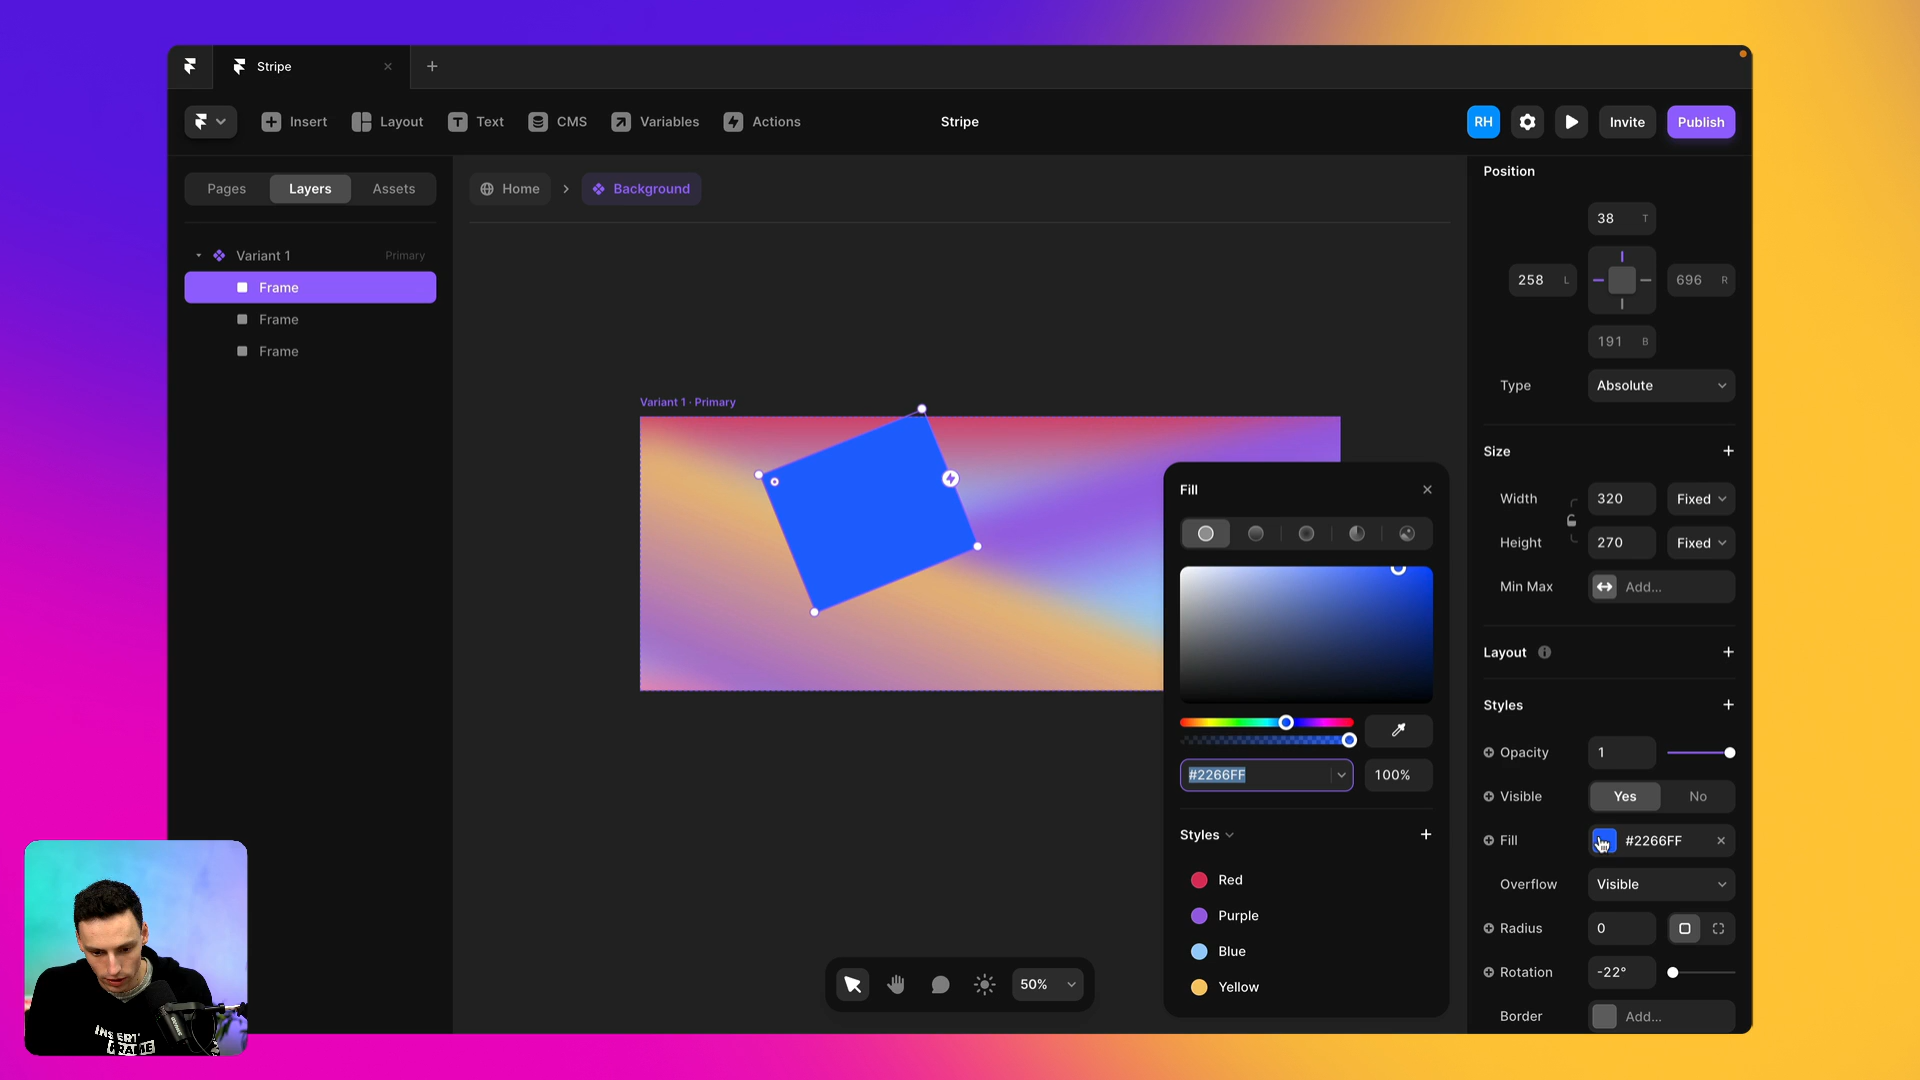 Stripe
Insert
Layout
Text
CMS
Variables
Actions
Stripe
RH
Invite
Publish
Pages
Layers
Assets
Home
Background
Variant 1
Primary
Frame
Frame
Frame
Variant 1 · Primary
Fill
#2266FF
100%
Styles
Red
Purple
Blue
Yellow
50%
Position
38 T
258 L
696 R
191 B
Type
Absolute
Size
Width
320
Fixed
Height
270
Fixed
Min Max
Add...
Layout
Styles
Opacity
1
Visible
Yes
No
Fill
#2266FF
Overflow
Visible
Radius
0
Rotation
-22°
Border
Add...
INSERT
FRAME